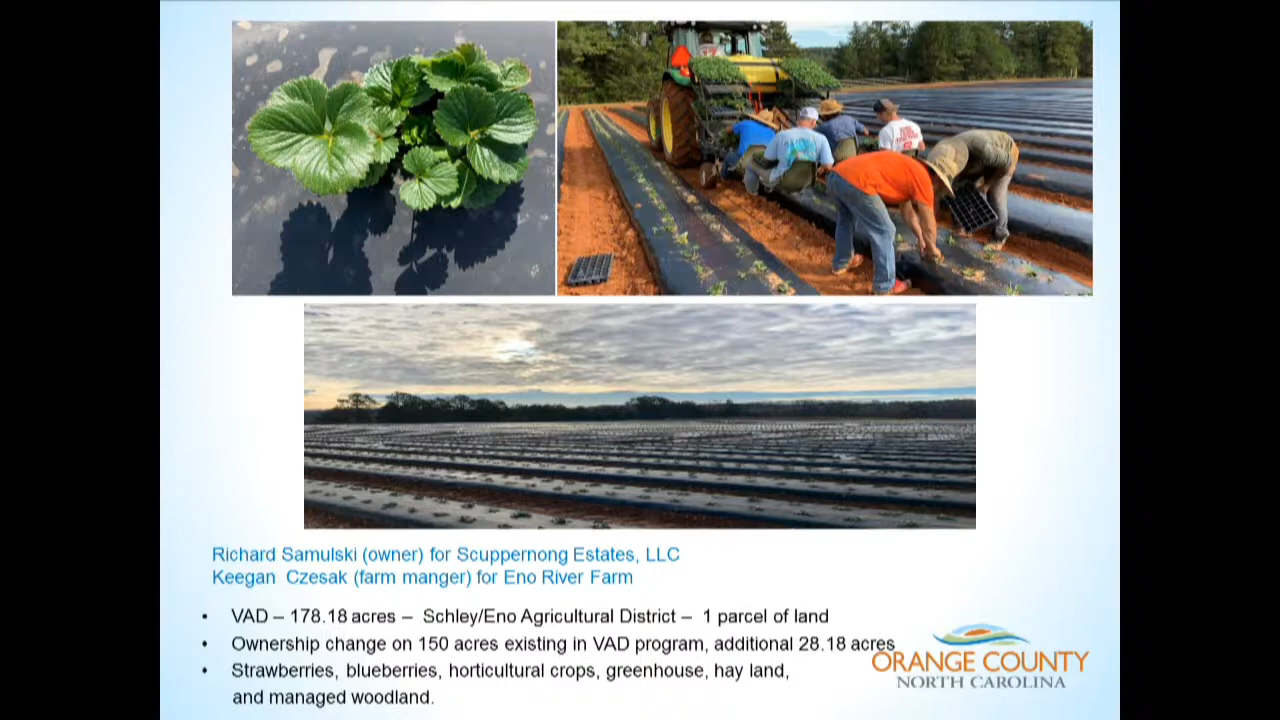 Richard Samulski (owner) for Scuppernong Estates, LLC
Keegan Czesak (farm manger) for Eno River Farm
• VAD – 178.18 acres – Schley/Eno Agricultural District – 1 parcel of land
• Ownership change on 150 acres existing in VAD program, additional 28.18 acres
• Strawberries, blueberries, horticultural crops, greenhouse, hay land,
and managed woodland.
ORANGE COUNTY
NORTH CAROLINA